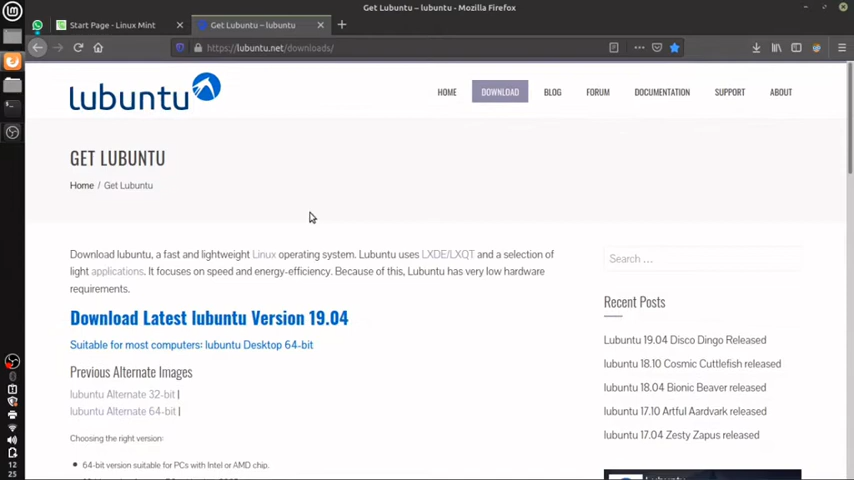 Get Lubuntu – lubuntu - Mozilla Firefox
Start Page - Linux Mint
Get Lubuntu – lubuntu
https://lubuntu.net/downloads/
lubuntu
HOME
DOWNLOAD
BLOG
FORUM
DOCUMENTATION
SUPPORT
ABOUT
GET LUBUNTU
Home / Get Lubuntu
Download lubuntu, a fast and lightweight Linux operating system. Lubuntu uses LXDE/LXQT and a selection of
light applications. It focuses on speed and energy-efficiency. Because of this, Lubuntu has very low hardware
requirements.
Download Latest lubuntu Version 19.04
Suitable for most computers: lubuntu Desktop 64-bit
Previous Alternate Images
lubuntu Alternate 32-bit |
lubuntu Alternate 64-bit |
Choosing the right version:
64-bit version suitable for PCs with Intel or AMD chip.
Search ...
Recent Posts
Lubuntu 19.04 Disco Dingo Released
lubuntu 18.10 Cosmic Cuttlefish released
lubuntu 18.04 Bionic Beaver released
lubuntu 17.10 Artful Aardvark released
lubuntu 17.04 Zesty Zapus released
Lubuntu
12
25